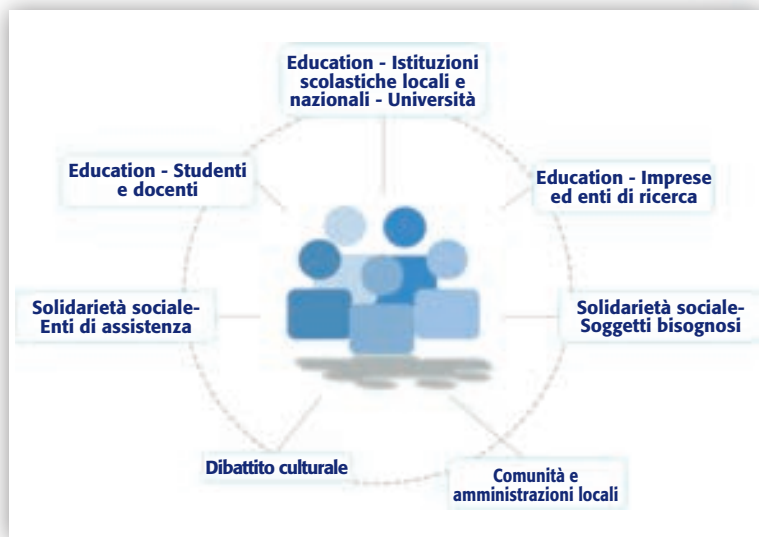 Education - Istituzioni
scolastiche locali e
nazionali - Università
Education - Studenti
e docenti
Education - Imprese
ed enti di ricerca
Solidarietà sociale-
Enti di assistenza
Solidarietà sociale-
Soggetti bisognosi
Dibattito culturale
Comunità e
amministrazioni locali